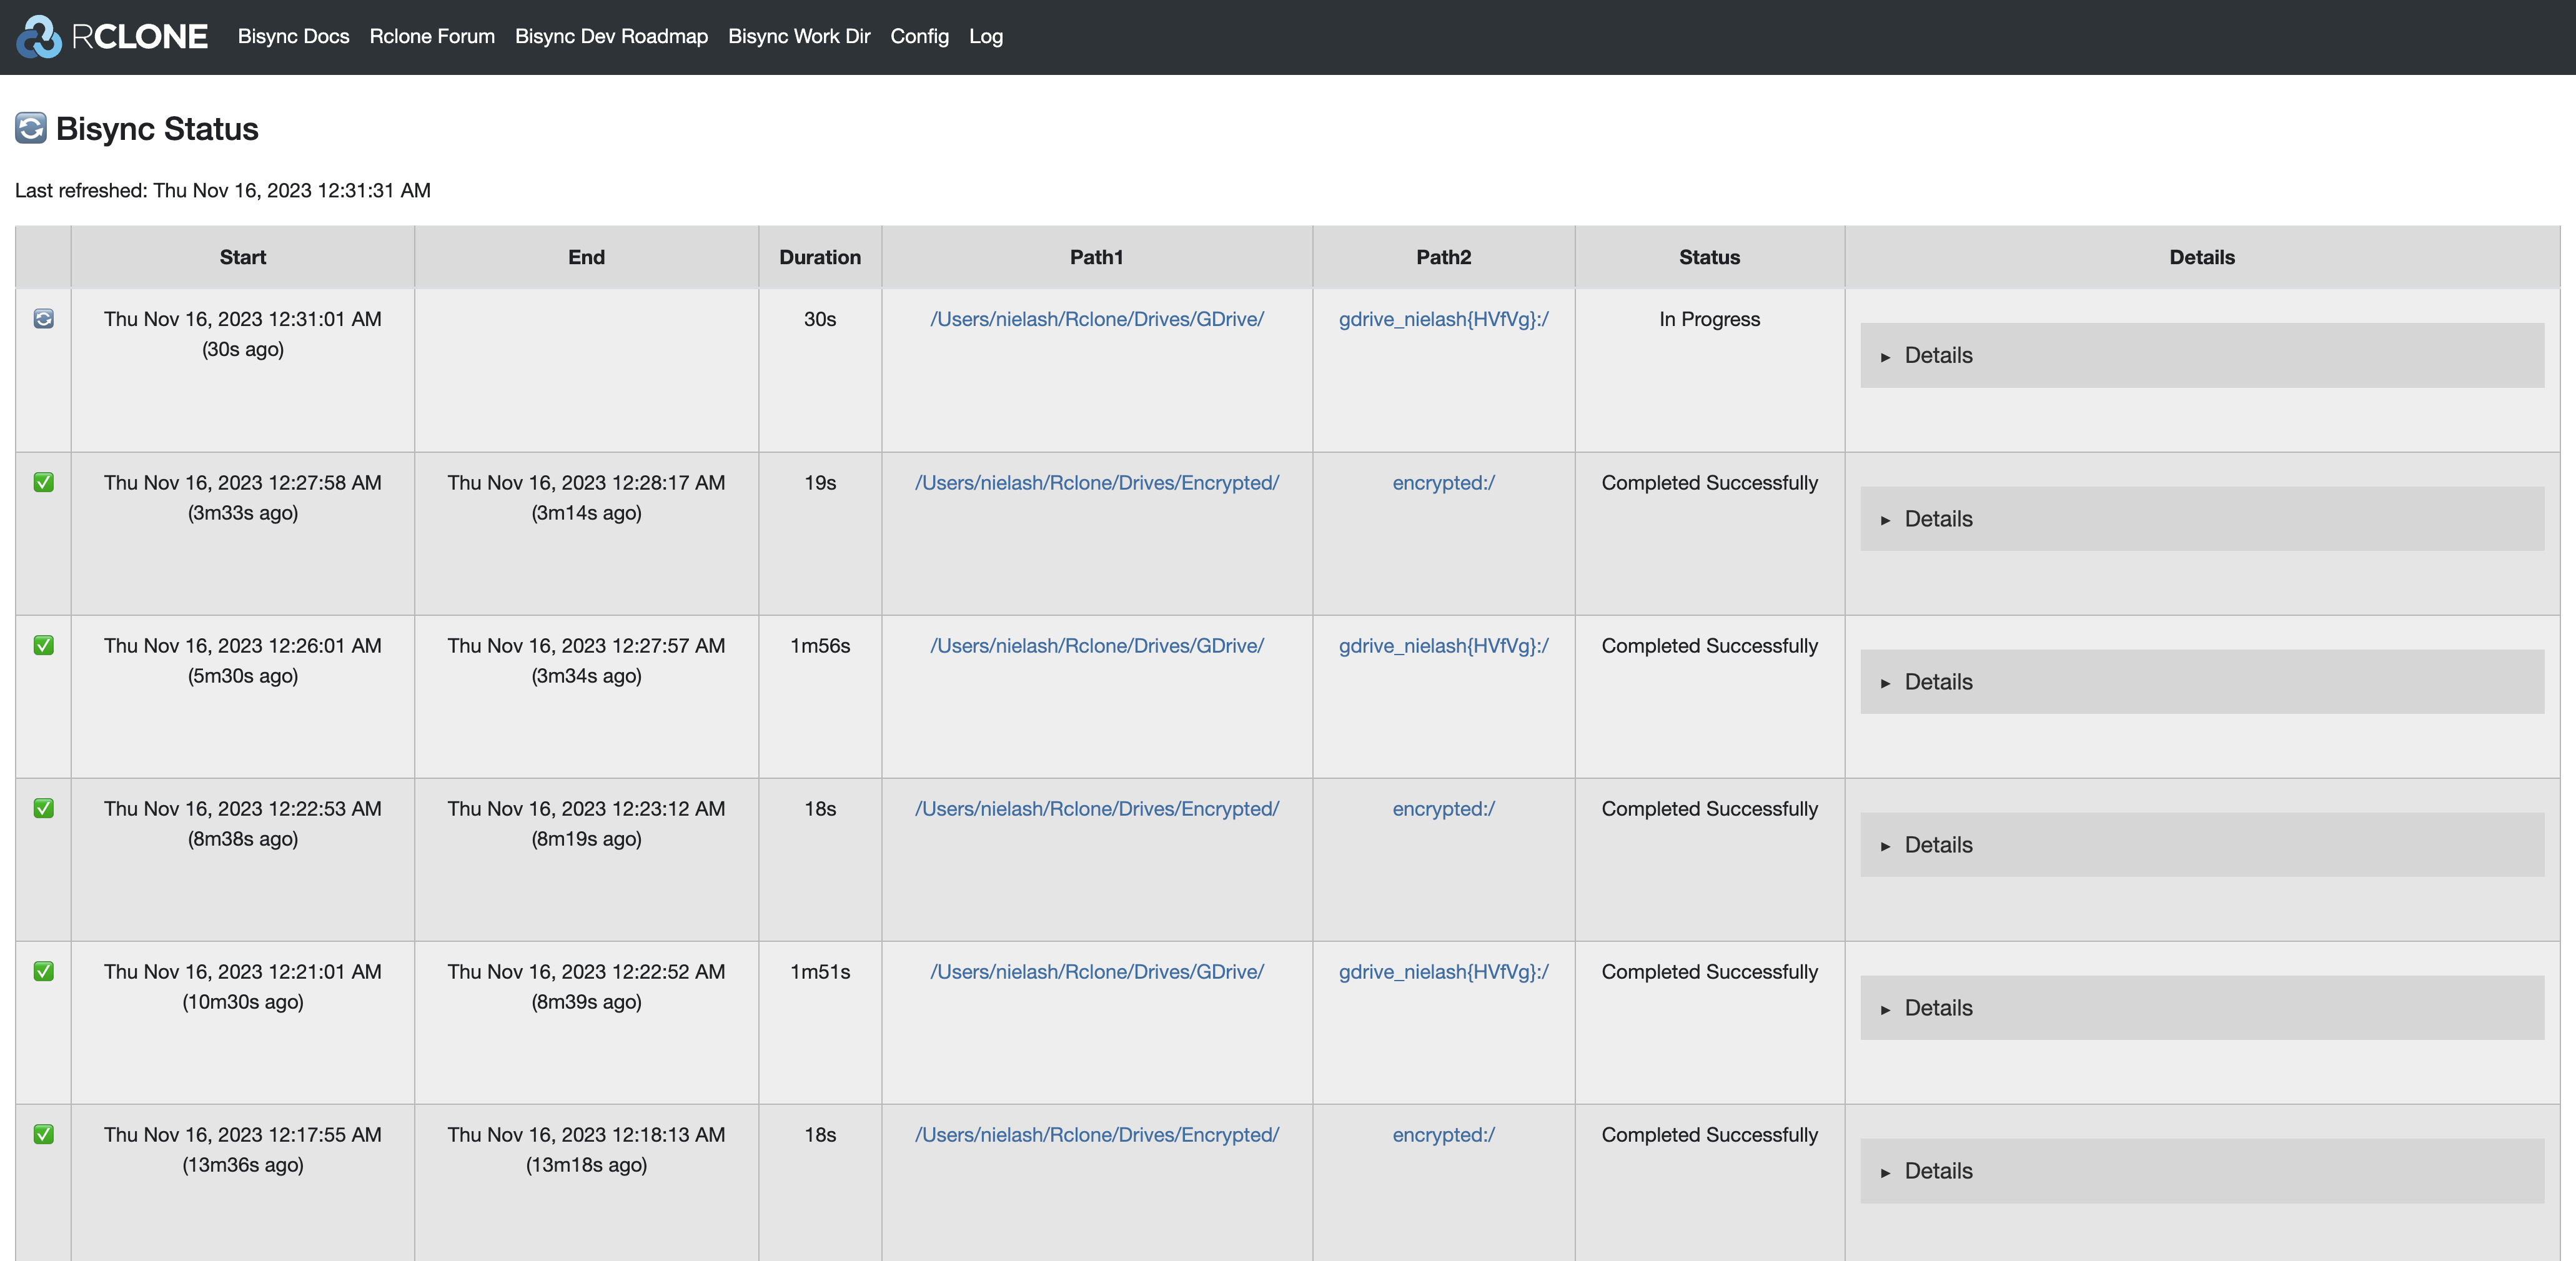 RCLONE Bisync Docs Rclone Forum Bisync Dev Roadmap Bisync Work Dir Config Log
Bisync Status
Last refreshed: Thu Nov 16, 2023 12:31:31 AM
Start End Duration Path1 Path2 Status Details
Thu Nov 16, 2023 12:31:01 AM 30s /Users/nielash/Rclone/Drives/GDrive/ gdrive_nielash{HVfVg}:/ In Progress
(30s ago)
Details
Thu Nov 16, 2023 12:27:58 AM Thu Nov 16, 2023 12:28:17 AM 19s /Users/nielash/Rclone/Drives/Encrypted/ encrypted:/ Completed Successfully
(3m33s ago) (3m14s ago)
Details
Thu Nov 16, 2023 12:26:01 AM Thu Nov 16, 2023 12:27:57 AM 1m56s /Users/nielash/Rclone/Drives/GDrive/ gdrive_nielash{HVfVg}:/ Completed Successfully
(5m30s ago) (3m34s ago)
Details
Thu Nov 16, 2023 12:22:53 AM Thu Nov 16, 2023 12:23:12 AM 18s /Users/nielash/Rclone/Drives/Encrypted/ encrypted:/ Completed Successfully
(8m38s ago) (8m19s ago)
Details
Thu Nov 16, 2023 12:21:01 AM Thu Nov 16, 2023 12:22:52 AM 1m51s /Users/nielash/Rclone/Drives/GDrive/ gdrive_nielash{HVfVg}:/ Completed Successfully
(10m30s ago) (8m39s ago)
Details
Thu Nov 16, 2023 12:17:55 AM Thu Nov 16, 2023 12:18:13 AM 18s /Users/nielash/Rclone/Drives/Encrypted/ encrypted:/ Completed Successfully
(13m36s ago) (13m18s ago)
Details